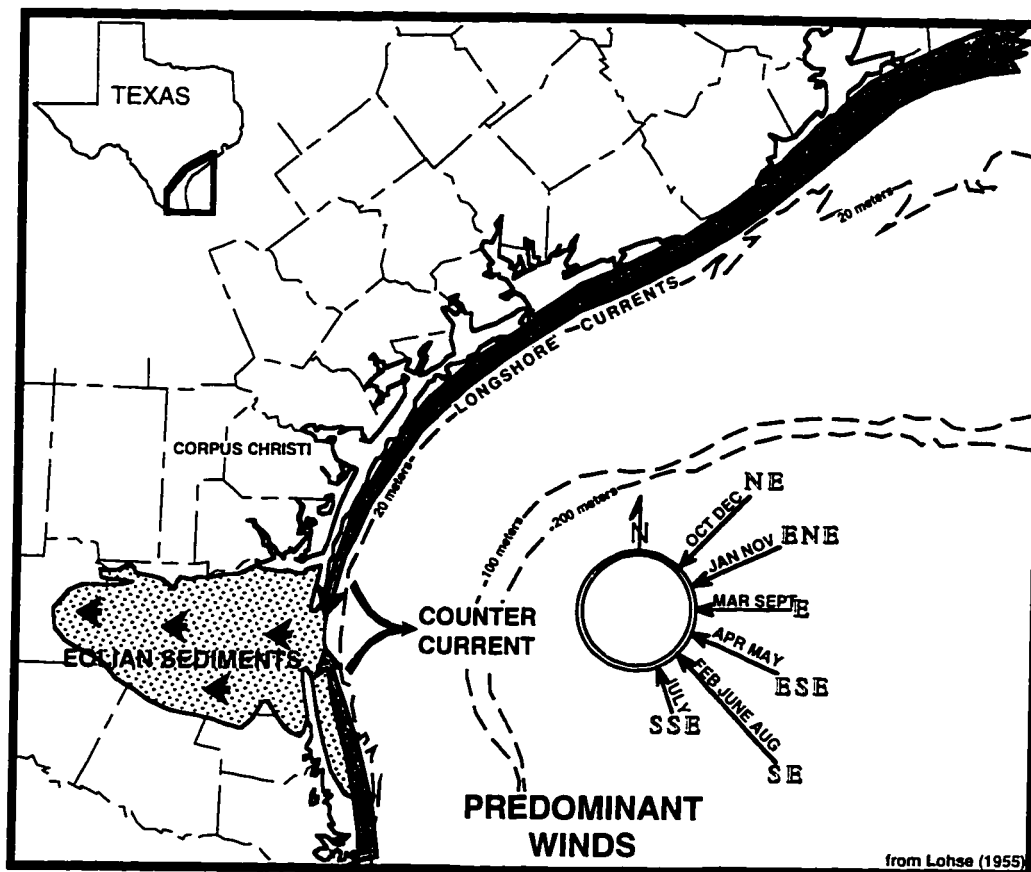 TEXAS
20 meters
LONGSHORE CURRENTS
CORPUS CHRISTI
20 meters
100 meters
200 meters
N
OCT DEC NE
JAN NOV ENE
MAR SEPT E
APR MAY ESE
FEB JUNE AUG SE
JULY SSE
COUNTER
CURRENT
EOLIAN SEDIMENTS
PREDOMINANT
WINDS
from Lohse (1955)